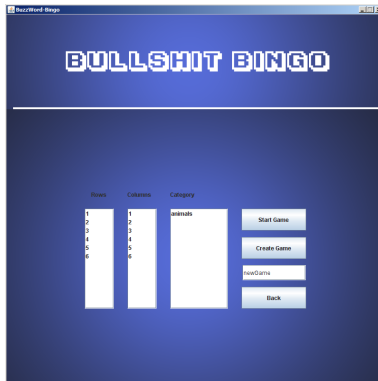 BuzzWord-Bingo
BULLSHIT BINGO
Rows Columns Category
1 1 animals
2 2
3 3
4 4
5 5
6 6
Start Game
Create Game
newGame
Back